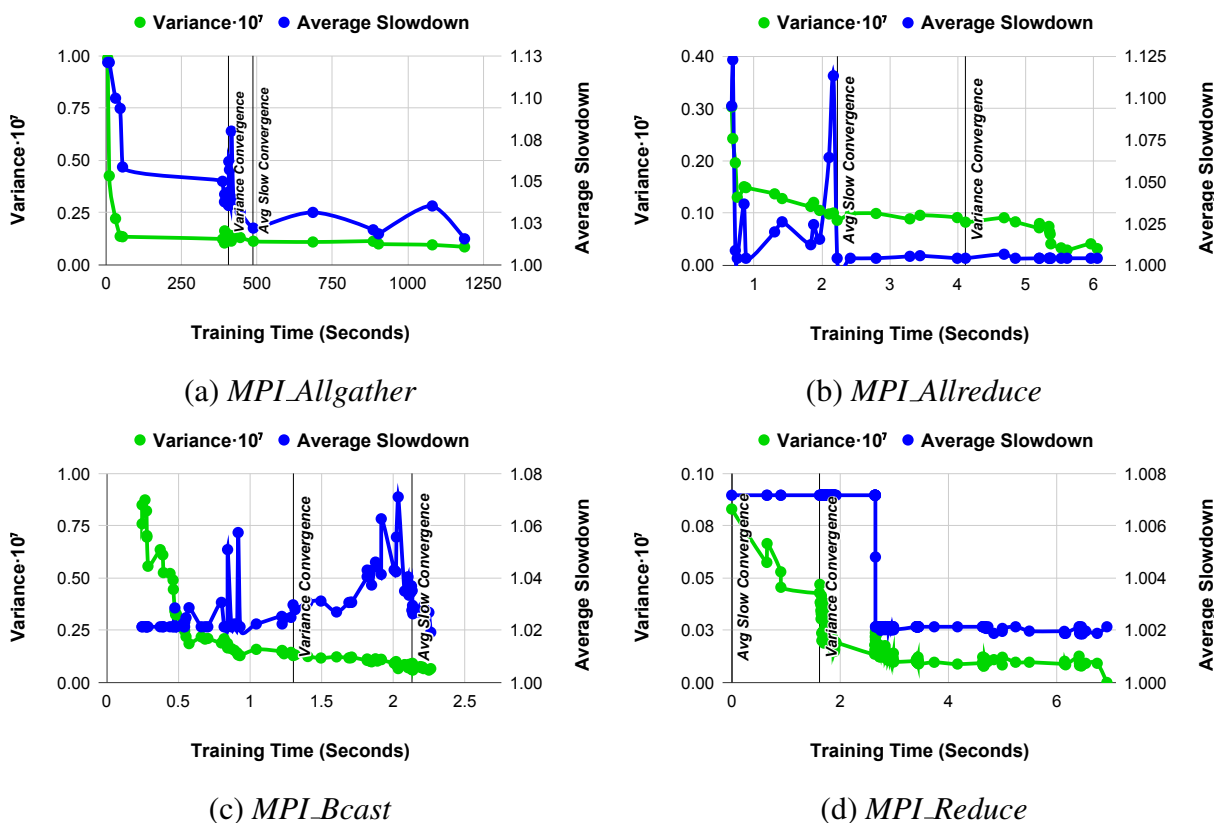 Variance·10⁷ Average Slowdown
1.00 1.13
0.75 1.10
1.08
0.50
1.05
0.25 1.03
0.00 1.00
0 250 500 750 1000 1250
Variance·10⁷
Average Slowdown
Variance Convergence
Avg Slow Convergence
Training Time (Seconds)
(a) MPI_Allgather
Variance·10⁷ Average Slowdown
0.40 1.125
1.100
0.30
1.075
0.20
1.050
0.10
1.025
0.00 1.000
1 2 3 4 5 6
Variance·10⁷
Average Slowdown
Avg Slow Convergence
Variance Convergence
Training Time (Seconds)
(b) MPI_Allreduce
Variance·10⁷ Average Slowdown
1.00 1.08
0.75 1.06
0.50 1.04
0.25 1.02
0.00 1.00
0 0.5 1 1.5 2 2.5
Variance·10⁷
Average Slowdown
Variance Convergence
Avg Slow Convergence
Training Time (Seconds)
(c) MPI_Bcast
Variance·10⁷ Average Slowdown
0.10 1.008
0.08 1.006
0.05 1.004
0.03 1.002
0.00 1.000
0 2 4 6
Variance·10⁷
Average Slowdown
Avg Slow Convergence
Variance Convergence
Training Time (Seconds)
(d) MPI_Reduce